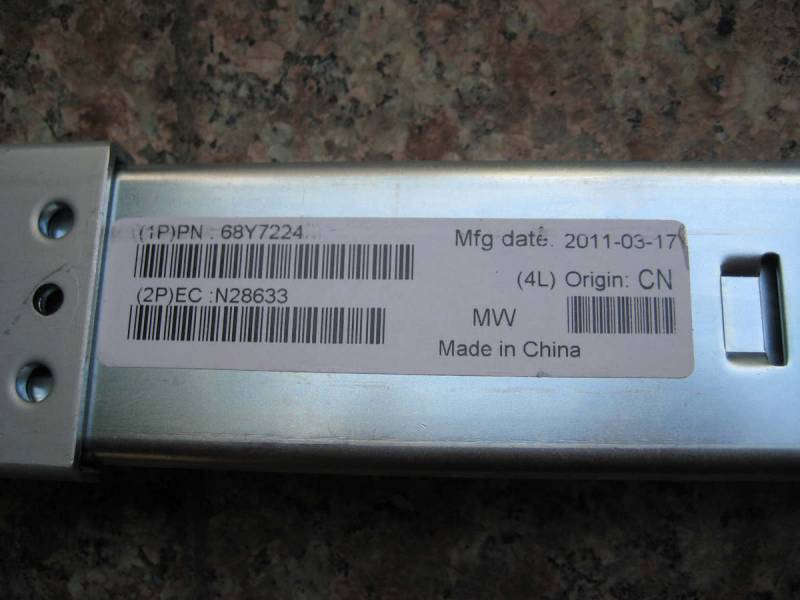 (1P)PN : 68Y7224
Mfg date: 2011-03-17
(4L) Origin: CN
(2P)EC :N28633
MW
Made in China